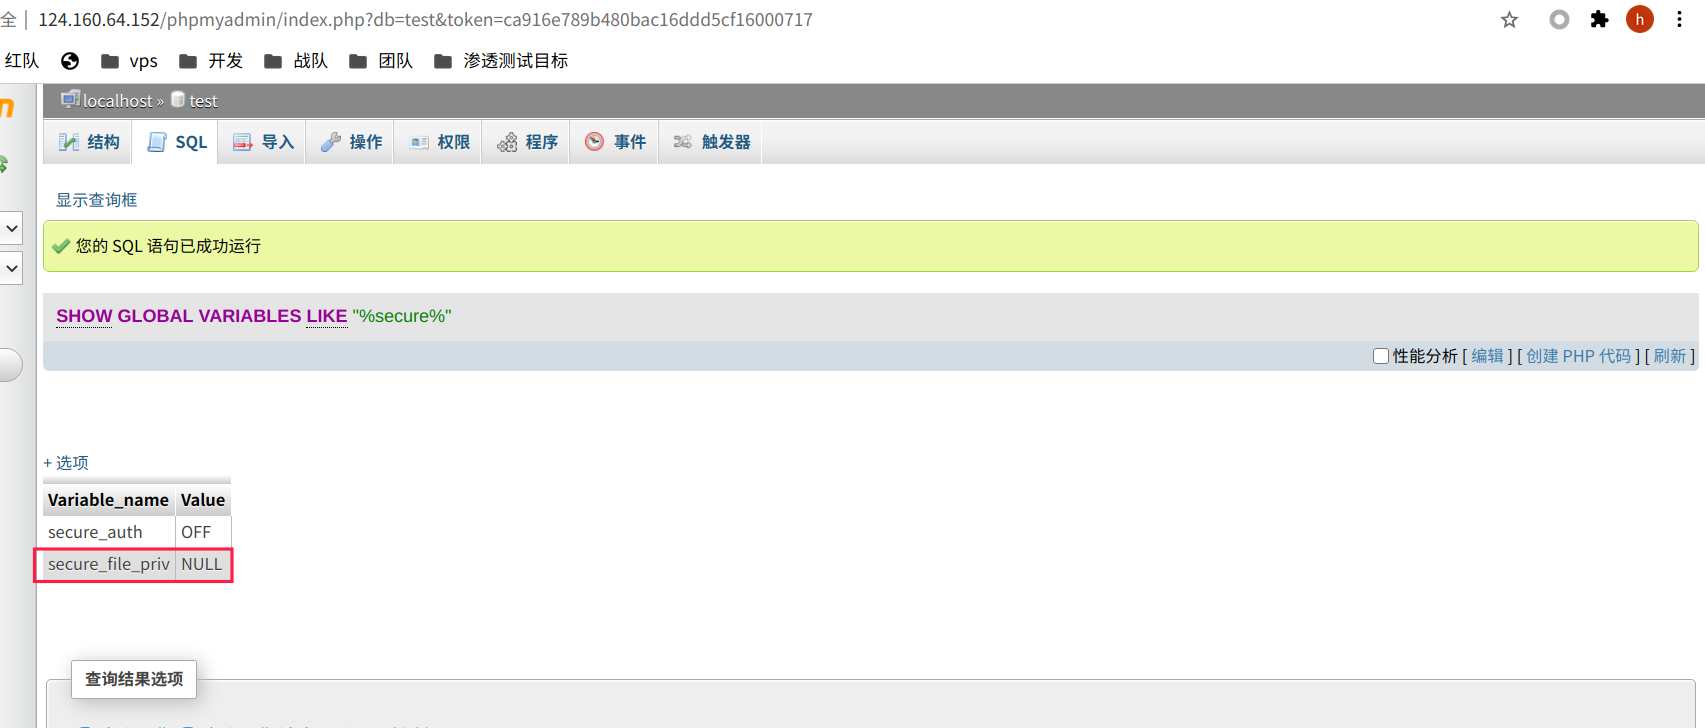 全 | 124.160.64.152/phpmyadmin/index.php?db=test&token=ca916e789b480bac16ddd5cf16000717 h
红队 vps 开发 战队 团队 渗透测试目标
localhost » test
结构 SQL 导入 操作 权限 程序 事件 触发器
显示查询框
您的 SQL 语句已成功运行
SHOW GLOBAL VARIABLES LIKE "%secure%"
性能分析 [ 编辑 ] [ 创建 PHP 代码 ] [ 刷新 ]
+ 选项
Variable_name Value
secure_auth OFF
secure_file_priv NULL
查询结果选项